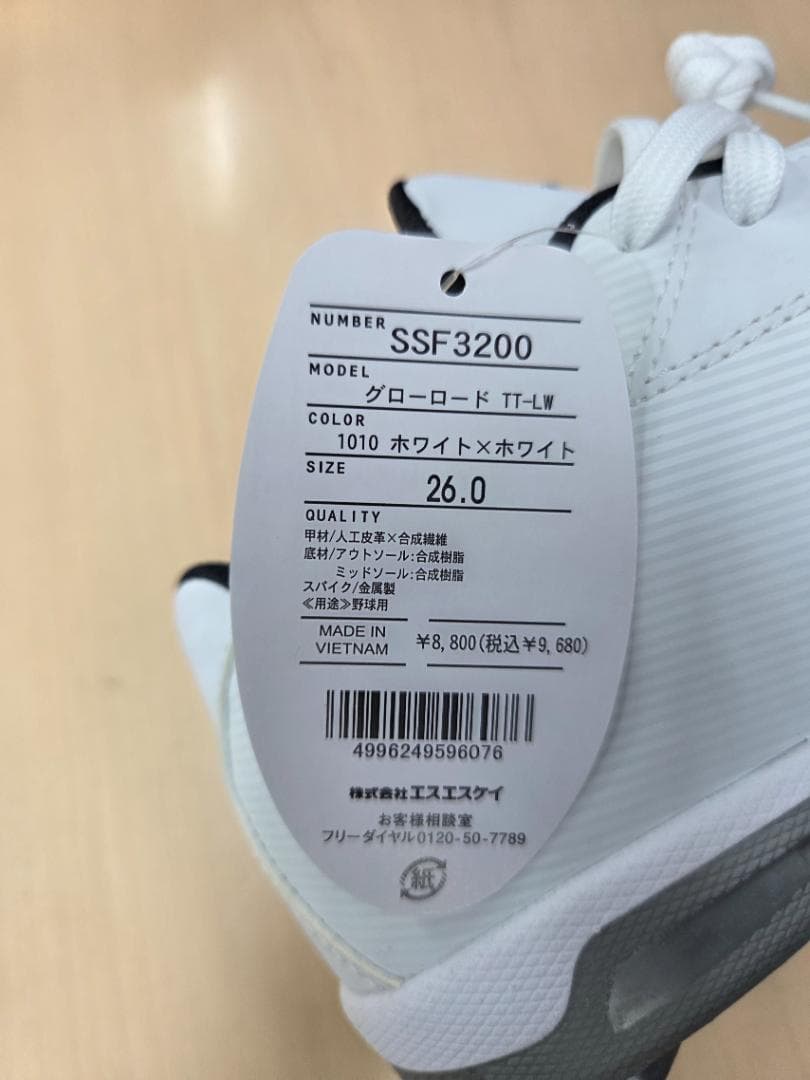 NUMBER SSF3200
MODEL
グローロード TT-LW
COLOR
1010 ホワイト×ホワイト
SIZE
26.0
QUALITY
甲材/人工皮革×合成繊維
底材/アウトソール:合成樹脂
ミッドソール:合成樹脂
スパイク/金属製
≪用途≫野球用
MADE IN
VIETNAM
¥8,800(税込¥9,680)
4996249596076
株式会社エスエスケイ
お客様相談室
フリーダイヤル0120-50-7789
紙